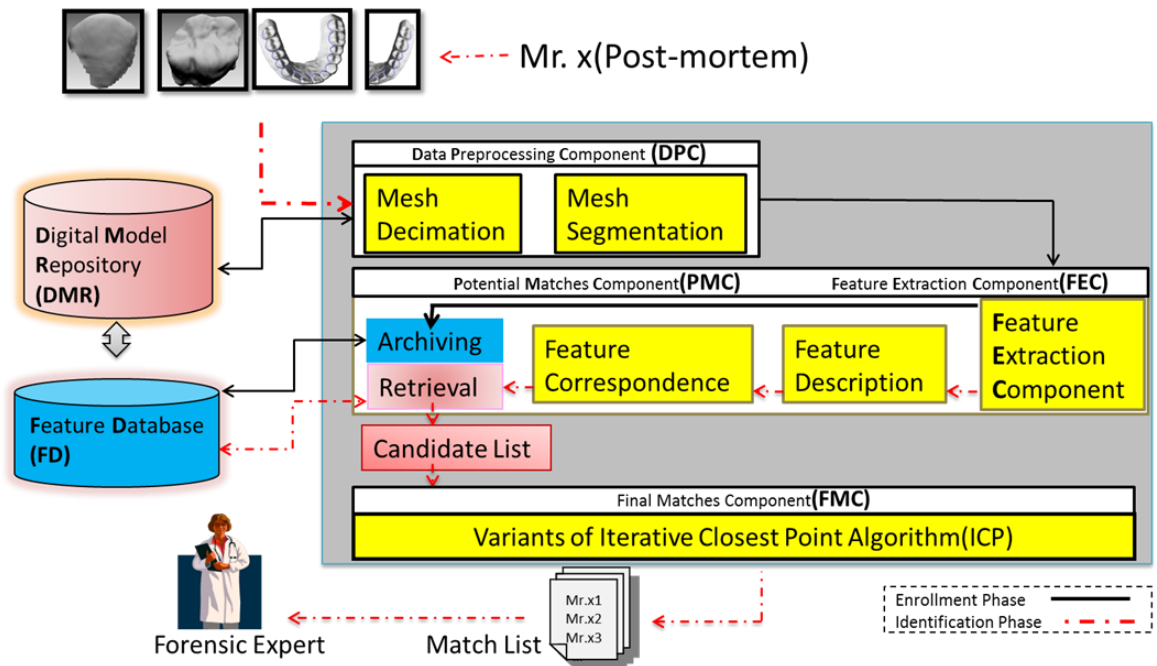 Mr. x(Post-mortem)
Data Preprocessing Component (DPC)
Mesh
Decimation
Mesh
Segmentation
Digital Model
Repository
(DMR)
Potential Matches Component(PMC)
Feature Extraction Component(FEC)
Archiving
Retrieval
Feature
Correspondence
Feature
Description
Feature
Extraction
Component
Feature Database
(FD)
Candidate List
Final Matches Component(FMC)
Variants of Iterative Closest Point Algorithm(ICP)
Mr.x1
Mr.x2
Mr.x3
Forensic Expert
Match List
Enrollment Phase
Identification Phase